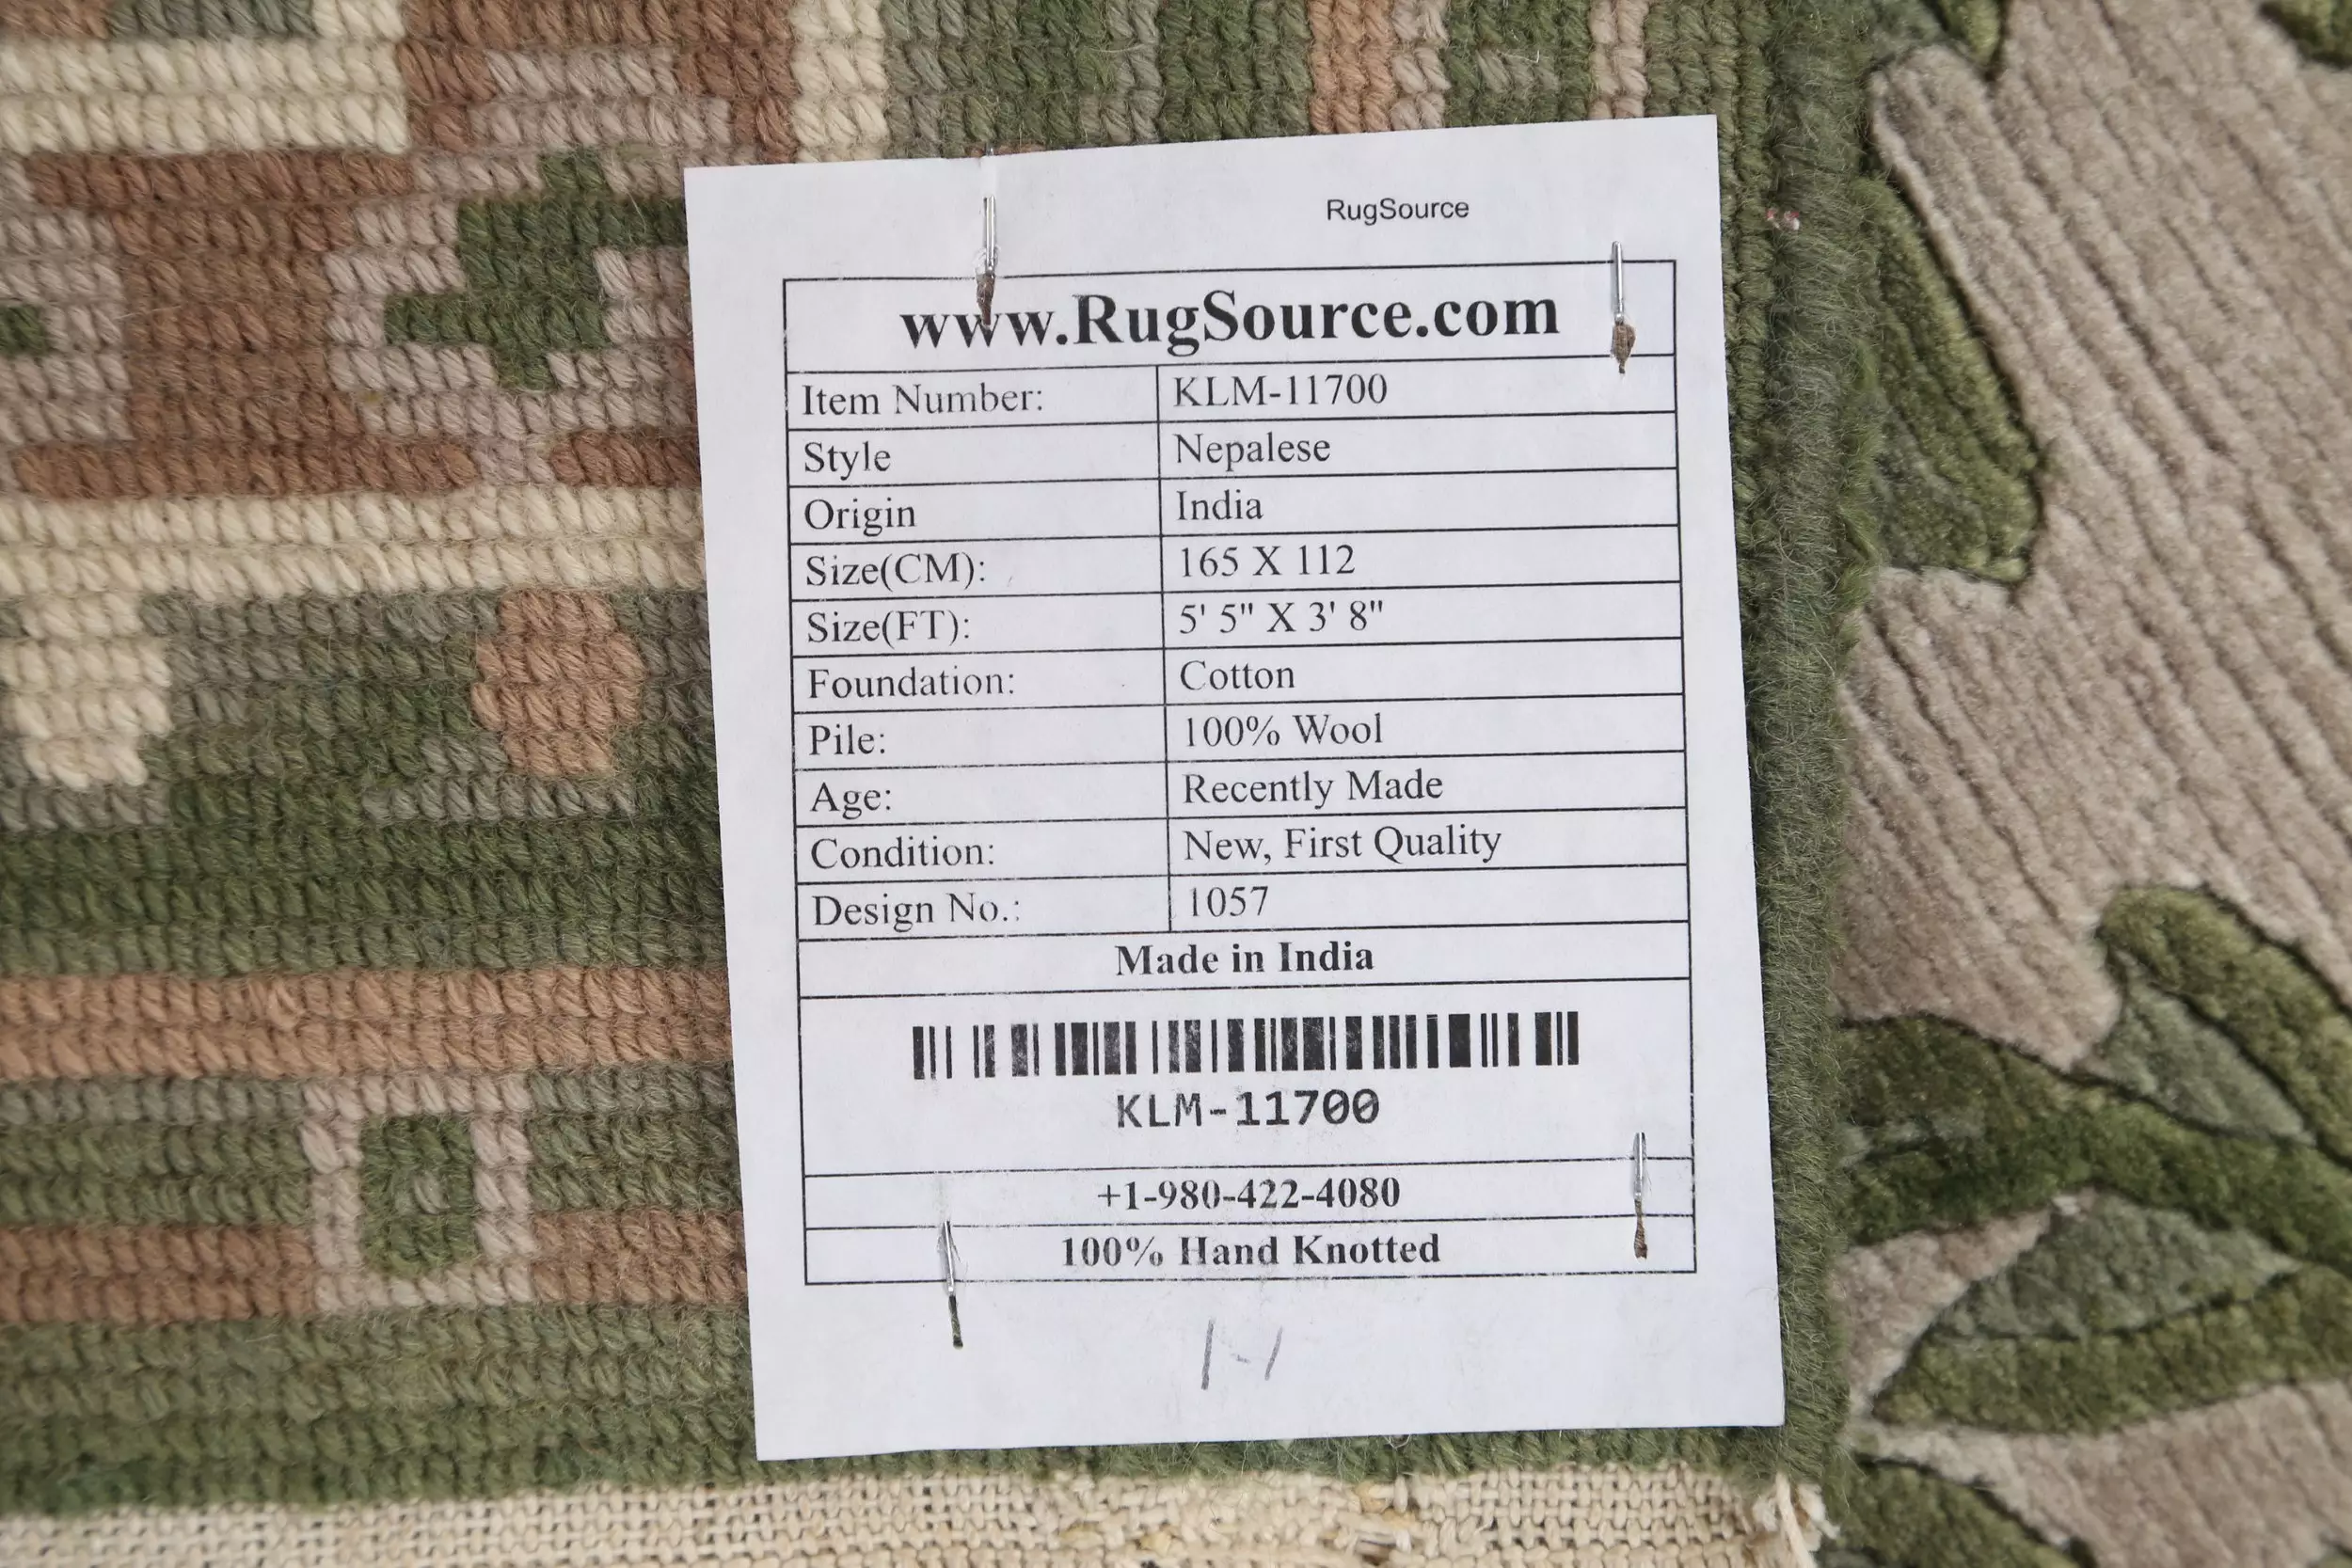 RugSource
www.RugSource.com
Item Number: KLM-11700
Style Nepalese
Origin India
Size(CM): 165 X 112
Size(FT): 5' 5" X 3' 8"
Foundation: Cotton
Pile: 100% Wool
Age: Recently Made
Condition: New, First Quality
Design No.: 1057
Made in India
KLM-11700
+1-980-422-4080
100% Hand Knotted